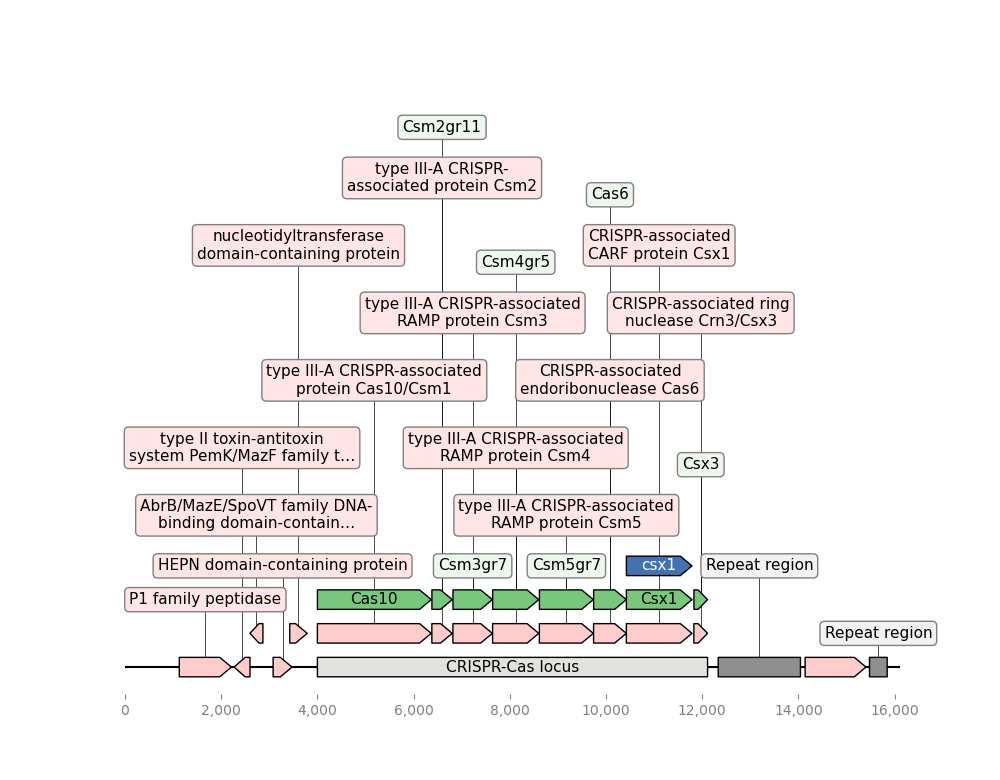 Csm2gr11
type III-A CRISPR-
associated protein Csm2
Cas6
nucleotidyltransferase
domain-containing protein
CRISPR-associated
CARF protein Csx1
Csm4gr5
type III-A CRISPR-associated
RAMP protein Csm3
CRISPR-associated ring
nuclease Crn3/Csx3
type III-A CRISPR-associated
protein Cas10/Csm1
CRISPR-associated
endoribonuclease Cas6
type II toxin-antitoxin
system PemK/MazF family t...
type III-A CRISPR-associated
RAMP protein Csm4
Csx3
AbrB/MazE/SpoVT family DNA-
binding domain-contain...
type III-A CRISPR-associated
RAMP protein Csm5
HEPN domain-containing protein
Csm3gr7
Csm5gr7
csx1
Repeat region
P1 family peptidase
Cas10
Csx1
Repeat region
CRISPR-Cas locus
0
2,000
4,000
6,000
8,000
10,000
12,000
14,000
16,000